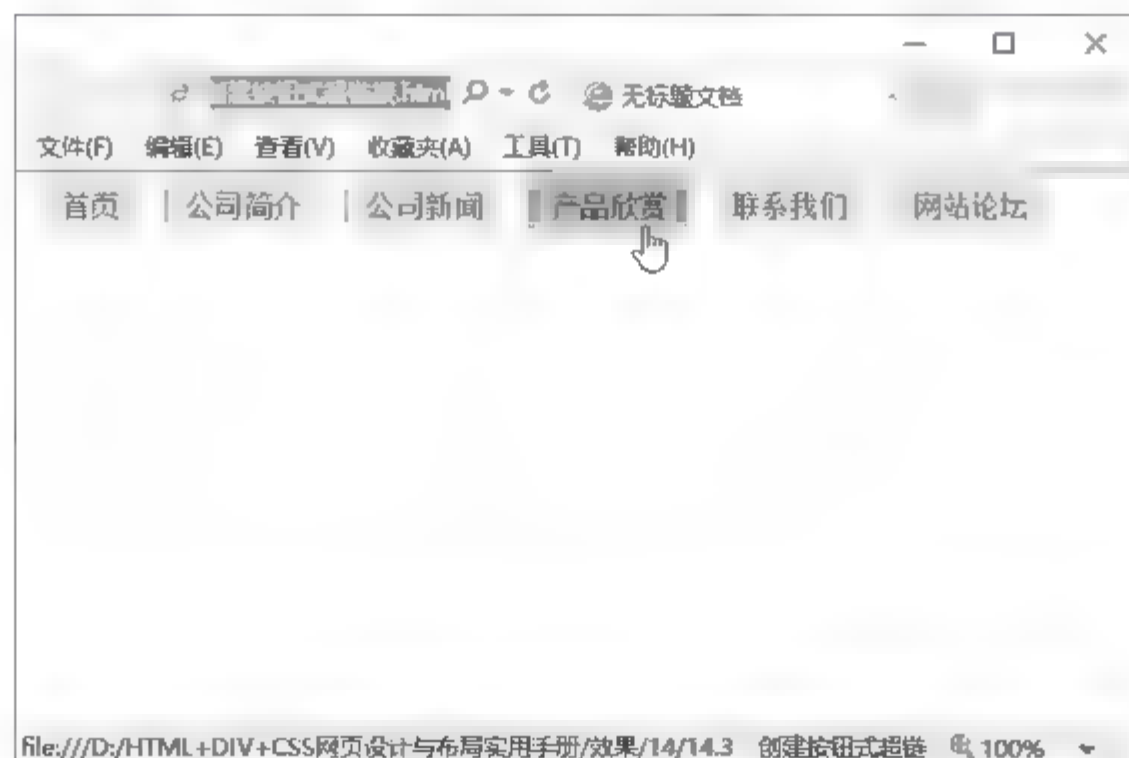 无标题文档
文件(F) 编辑(E) 查看(V) 收藏夹(A) 工具(T) 帮助(H)
首页 公司简介 公司新闻 产品欣赏 联系我们 网站论坛
file:///D:/HTML+DIV+CSS网页设计与布局实用手册/效果/14/14.3 创建按钮式超链 100%